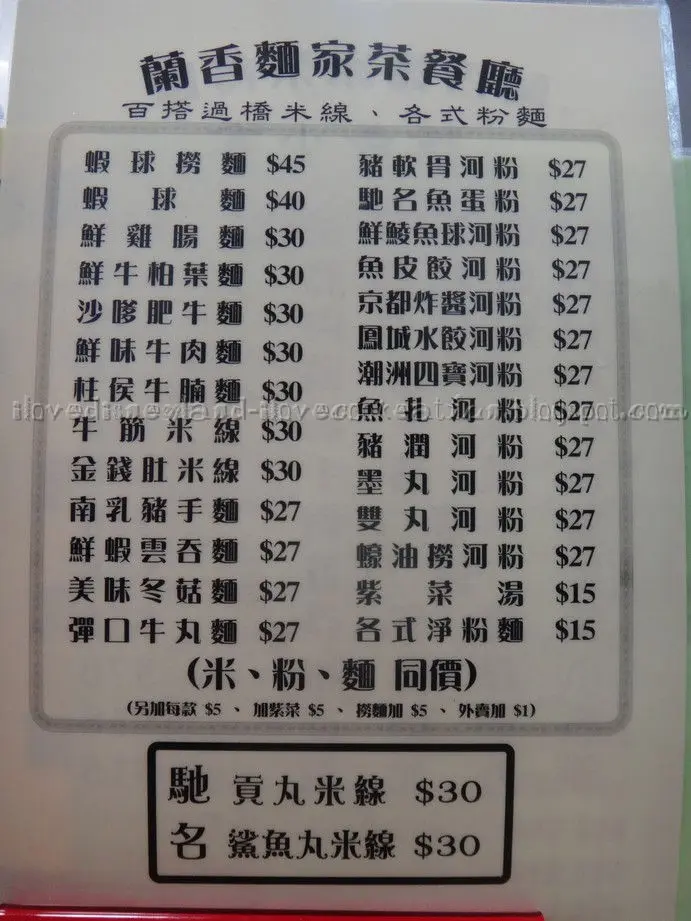 蘭香麵家茶餐廳
百搭過橋米線、各式粉麵
蝦球撈麵 $45
蝦球麵 $40
鮮雞腸麵 $30
鮮牛柏葉麵 $30
沙嗲肥牛麵 $30
鮮味牛肉麵 $30
柱侯牛腩麵 $30
牛筋米線 $30
金錢肚米線 $30
南乳豬手麵 $27
鮮蝦雲吞麵 $27
美味冬菇麵 $27
彈口牛丸麵 $27
豬軟骨河粉 $27
馳名魚蛋粉 $27
鮮鯪魚球河粉 $27
魚皮餃河粉 $27
京都炸醬河粉 $27
鳳城水餃河粉 $27
潮洲四寶河粉 $27
魚扎河粉 $27
豬潤河粉 $27
墨丸河粉 $27
雙丸河粉 $27
蠔油撈河粉 $27
紫菜湯 $15
各式淨粉麵 $15
(米、粉、麵 同價)
(另加每款 $5 、 加紫菜 $5 、 撈麵加 $5 、 外賣加 $1)
馳名
貢丸米線 $30
鯊魚丸米線 $30